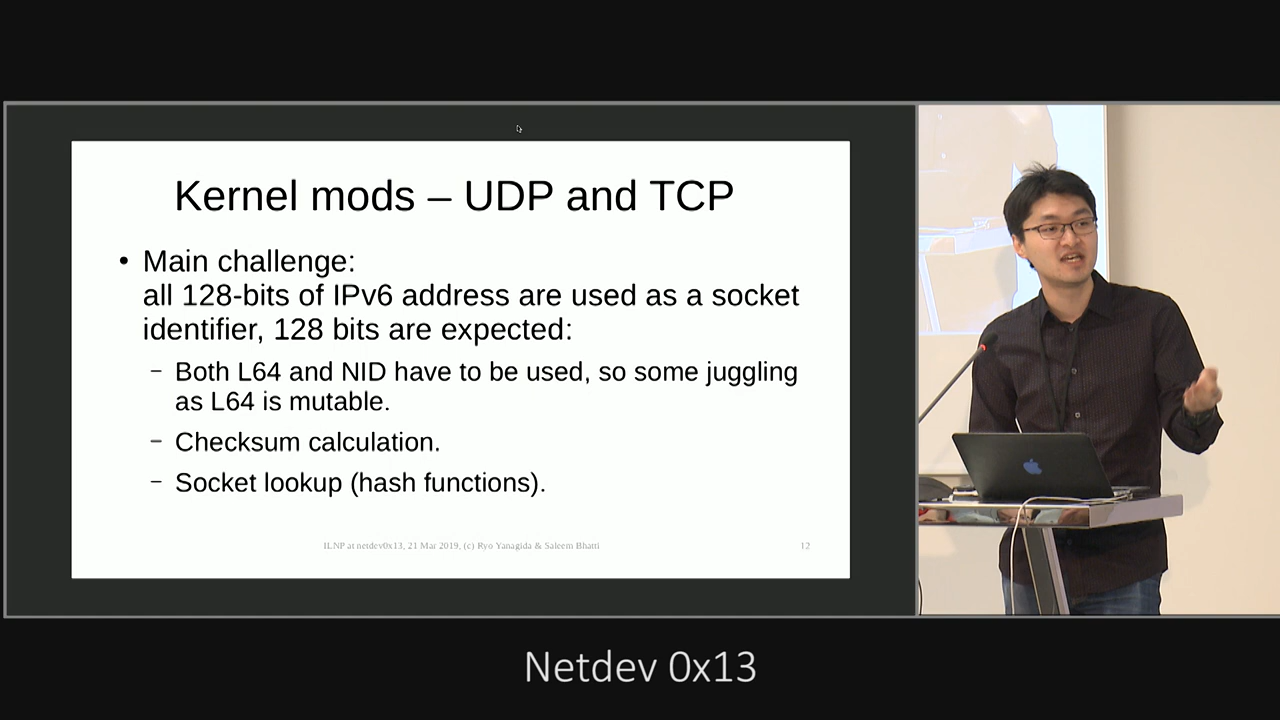 Kernel mods – UDP and TCP
• Main challenge:
all 128-bits of IPv6 address are used as a socket
identifier, 128 bits are expected:
– Both L64 and NID have to be used, so some juggling
as L64 is mutable.
– Checksum calculation.
– Socket lookup (hash functions).
ILNP at netdev0x13, 21 Mar 2019, (c) Ryo Yanagida & Saleem Bhatti
12
Netdev 0x13